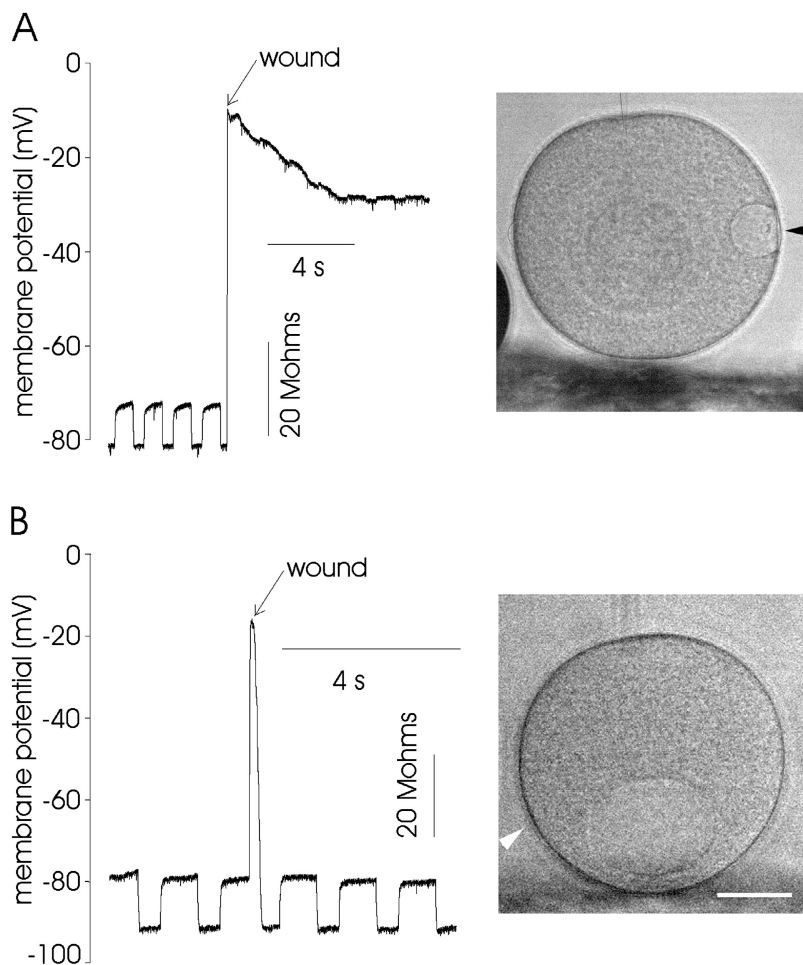 A
membrane potential (mV)
0
-20
-40
-60
-80
wound
4 s
20 Mohms
B
membrane potential (mV)
0
-20
-40
-60
-80
-100
wound
4 s
20 Mohms